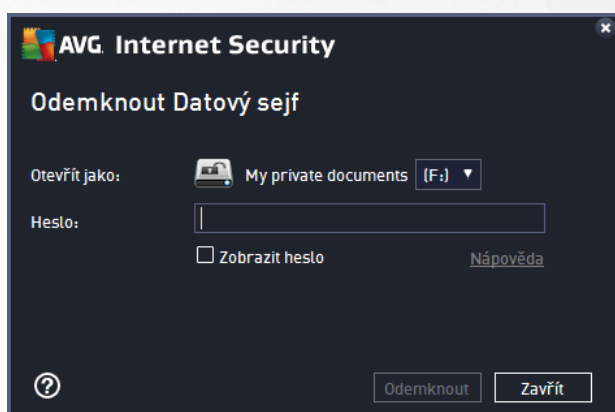 AVG Internet Security
Odemknout Datový sejf
Otevřít jako: My private documents (F:)
Heslo:
Zobrazit heslo Nápověda
Odemknout Zavřít